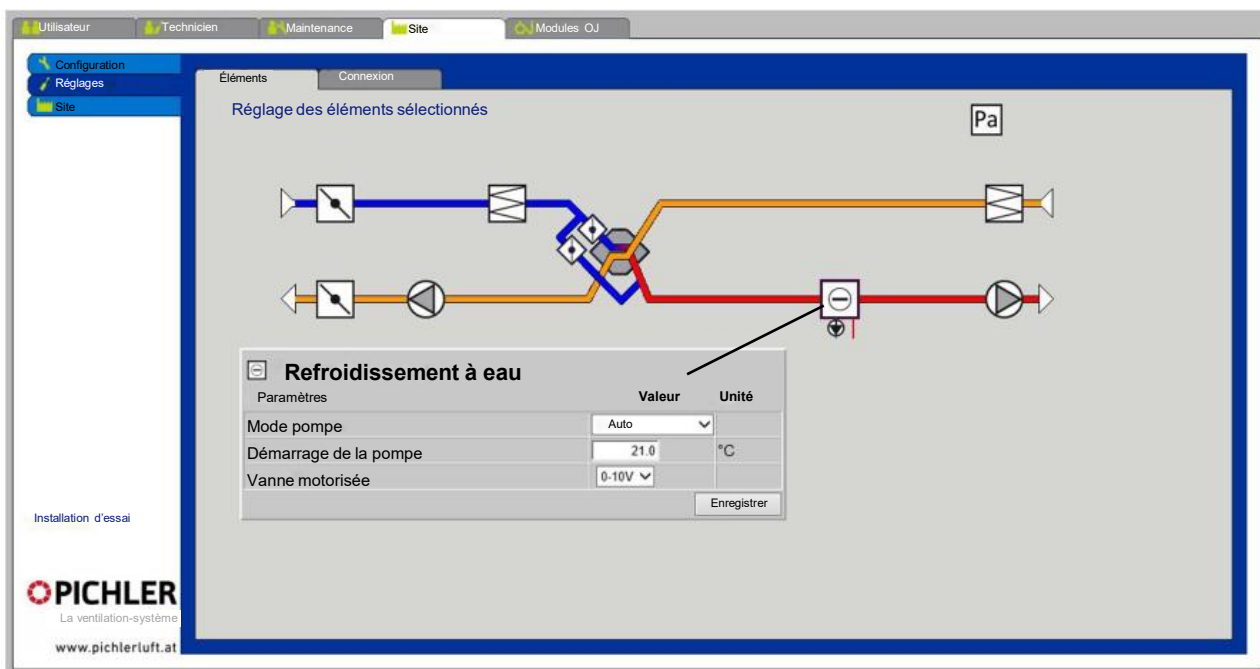 Utilisateur Technicien Maintenance Site Modules OJ
Configuration
Réglages
Site
Éléments Connexion
Réglage des éléments sélectionnés
Pa
Refroidissement à eau
Paramètres Valeur Unité
Mode pompe Auto
Démarrage de la pompe 21.0 °C
Vanne motorisée 0-10V
Enregistrer
Installation d'essai
PICHLER
La ventilation-système
www.pichlerluft.at